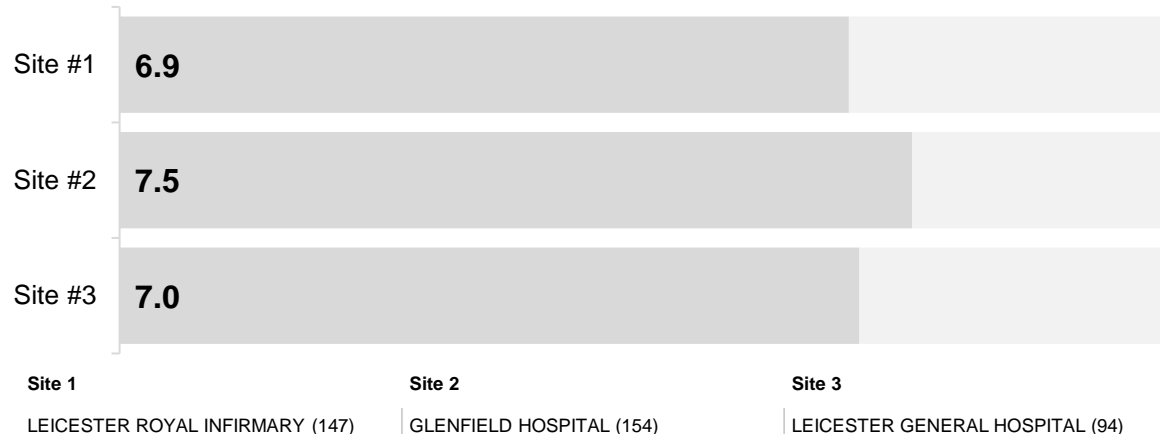 Site #1 6.9
Site #2 7.5
Site #3 7.0
Site 1 Site 2 Site 3
LEICESTER ROYAL INFIRMARY (147) GLENFIELD HOSPITAL (154) LEICESTER GENERAL HOSPITAL (94)